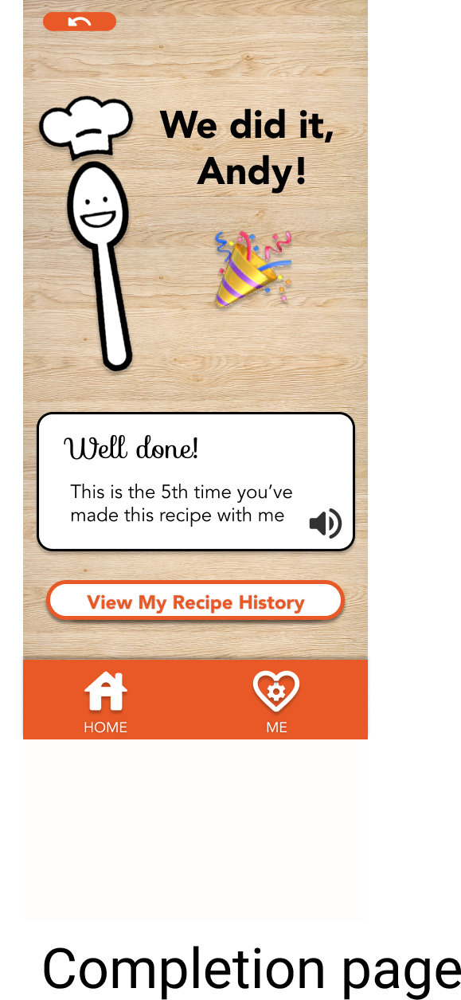 We did it,
Andy!
Well done!
This is the 5th time you’ve
made this recipe with me
View My Recipe History
HOME
ME
Completion page